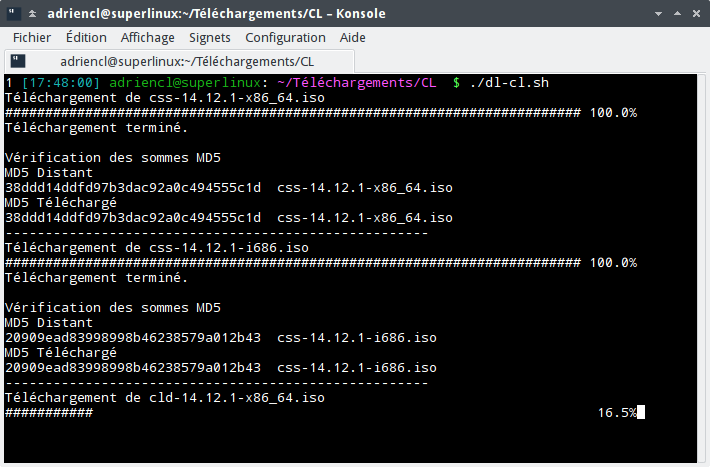 adriencl@superlinux:~/Téléchargements/CL – Konsole
Fichier Édition Affichage Signets Configuration Aide
adriencl@superlinux:~/Téléchargements/CL
1 [17:48:00] adriencl@superlinux: ~/Téléchargements/CL $ ./dl-cl.sh
Téléchargement de css-14.12.1-x86_64.iso
######################################################################## 100.0%
Téléchargement terminé.
Vérification des sommes MD5
MD5 Distant
38ddd14ddfd97b3dac92a0c494555c1d css-14.12.1-x86_64.iso
MD5 Téléchargé
38ddd14ddfd97b3dac92a0c494555c1d css-14.12.1-x86_64.iso
-----------------------------------------------------
Téléchargement de css-14.12.1-i686.iso
######################################################################## 100.0%
Téléchargement terminé.
Vérification des sommes MD5
MD5 Distant
20909ead83998998b46238579a012b43 css-14.12.1-i686.iso
MD5 Téléchargé
20909ead83998998b46238579a012b43 css-14.12.1-i686.iso
-----------------------------------------------------
Téléchargement de cld-14.12.1-x86_64.iso
########### 16.5%